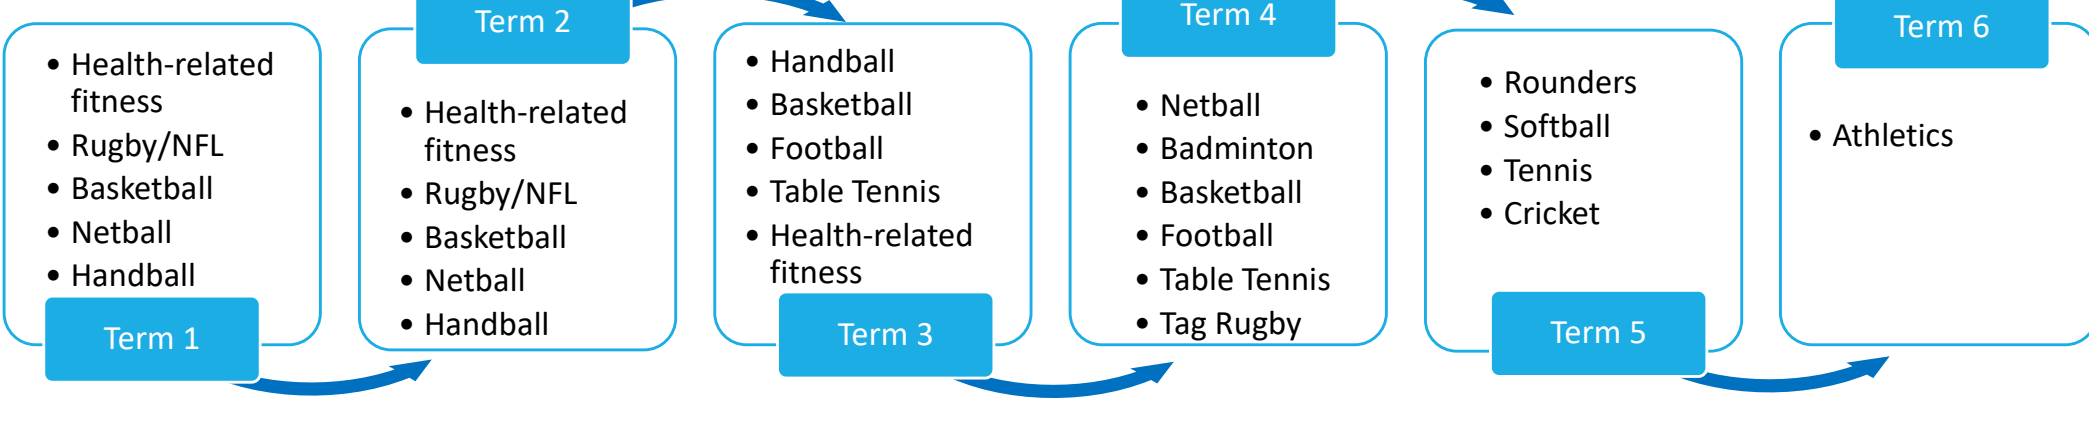 • Health-related
fitness
• Rugby/NFL
• Basketball
• Netball
• Handball
Term 1
Term 2
• Health-related
fitness
• Rugby/NFL
• Basketball
• Netball
• Handball
• Handball
• Basketball
• Football
• Table Tennis
• Health-related
fitness
Term 3
Term 4
• Netball
• Badminton
• Basketball
• Football
• Table Tennis
• Tag Rugby
• Rounders
• Softball
• Tennis
• Cricket
Term 5
Term 6
• Athletics